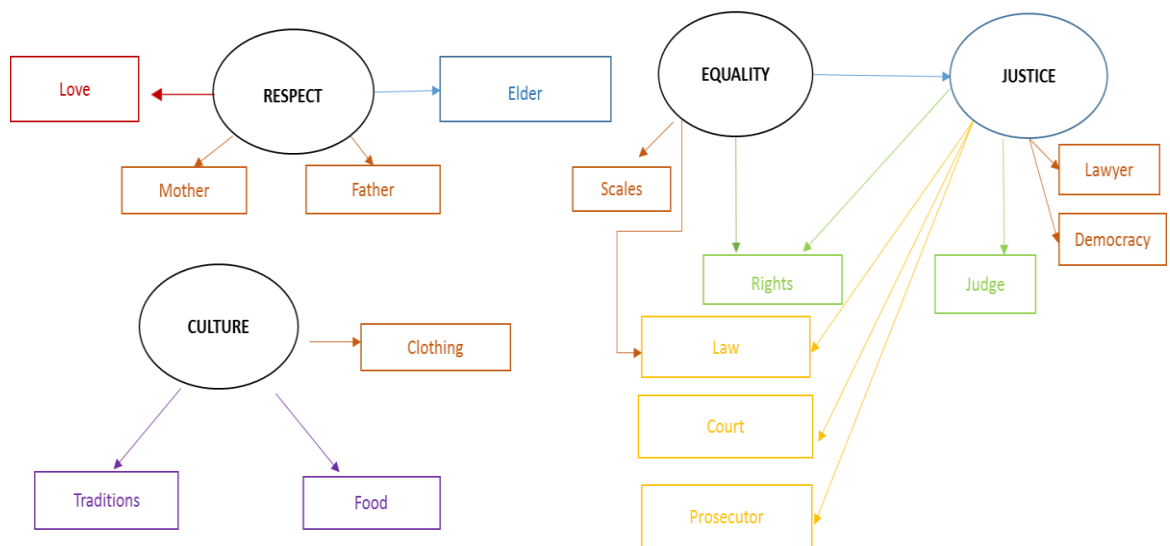 Love
RESPECT
Elder
Mother
Father
EQUALITY
JUSTICE
Scales
Lawyer
Democracy
Rights
Judge
CULTURE
Clothing
Law
Court
Traditions
Food
Prosecutor